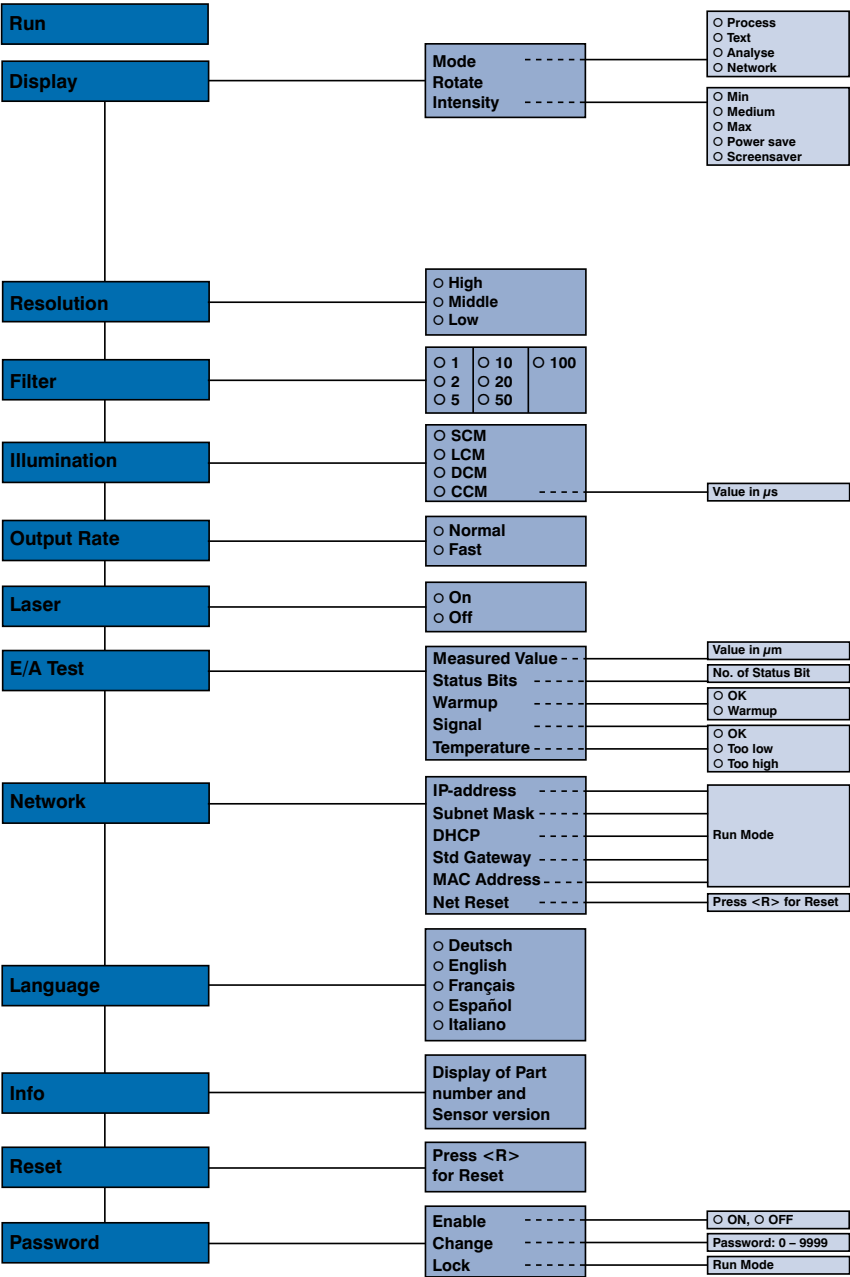 Run
Display
Mode
Rotate
Intensity
○ Process
○ Text
○ Analyse
○ Network
○ Min
○ Medium
○ Max
○ Power save
○ Screensaver
Resolution
○ High
○ Middle
○ Low
Filter
○ 1 ○ 10 ○ 100
○ 2 ○ 20
○ 5 ○ 50
Illumination
○ SCM
○ LCM
○ DCM
○ CCM
Value in µs
Output Rate
○ Normal
○ Fast
Laser
○ On
○ Off
E/A Test
Measured Value
Status Bits
Warmup
Signal
Temperature
Value in µm
No. of Status Bit
○ OK
○ Warmup
○ OK
○ Too low
○ Too high
Network
IP-address
Subnet Mask
DHCP
Std Gateway
MAC Address
Net Reset
Run Mode
Press <R> for Reset
Language
○ Deutsch
○ English
○ Français
○ Español
○ Italiano
Info
Display of Part
number and
Sensor version
Reset
Press <R>
for Reset
Password
Enable
Change
Lock
○ ON, ○ OFF
Password: 0 – 9999
Run Mode